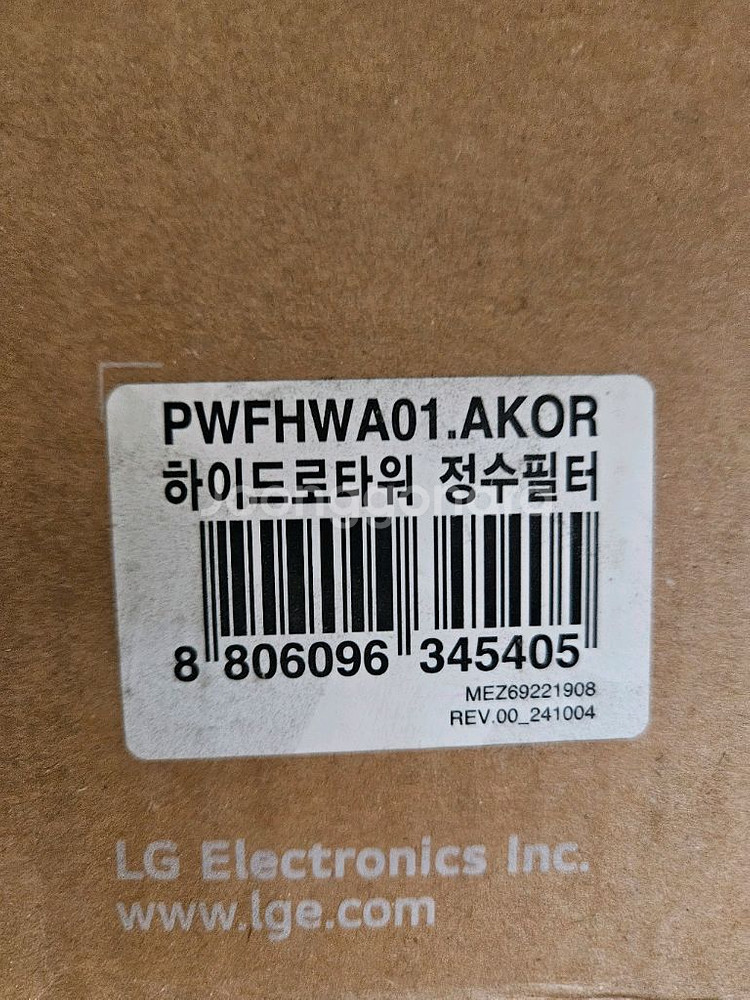 PWFHWA01.AKOR
하이드로타워 정수필터
joonggonara
8 806096 345405
MEZ69221908
REV.00_241004
LG Electronics Inc.
www.lge.com